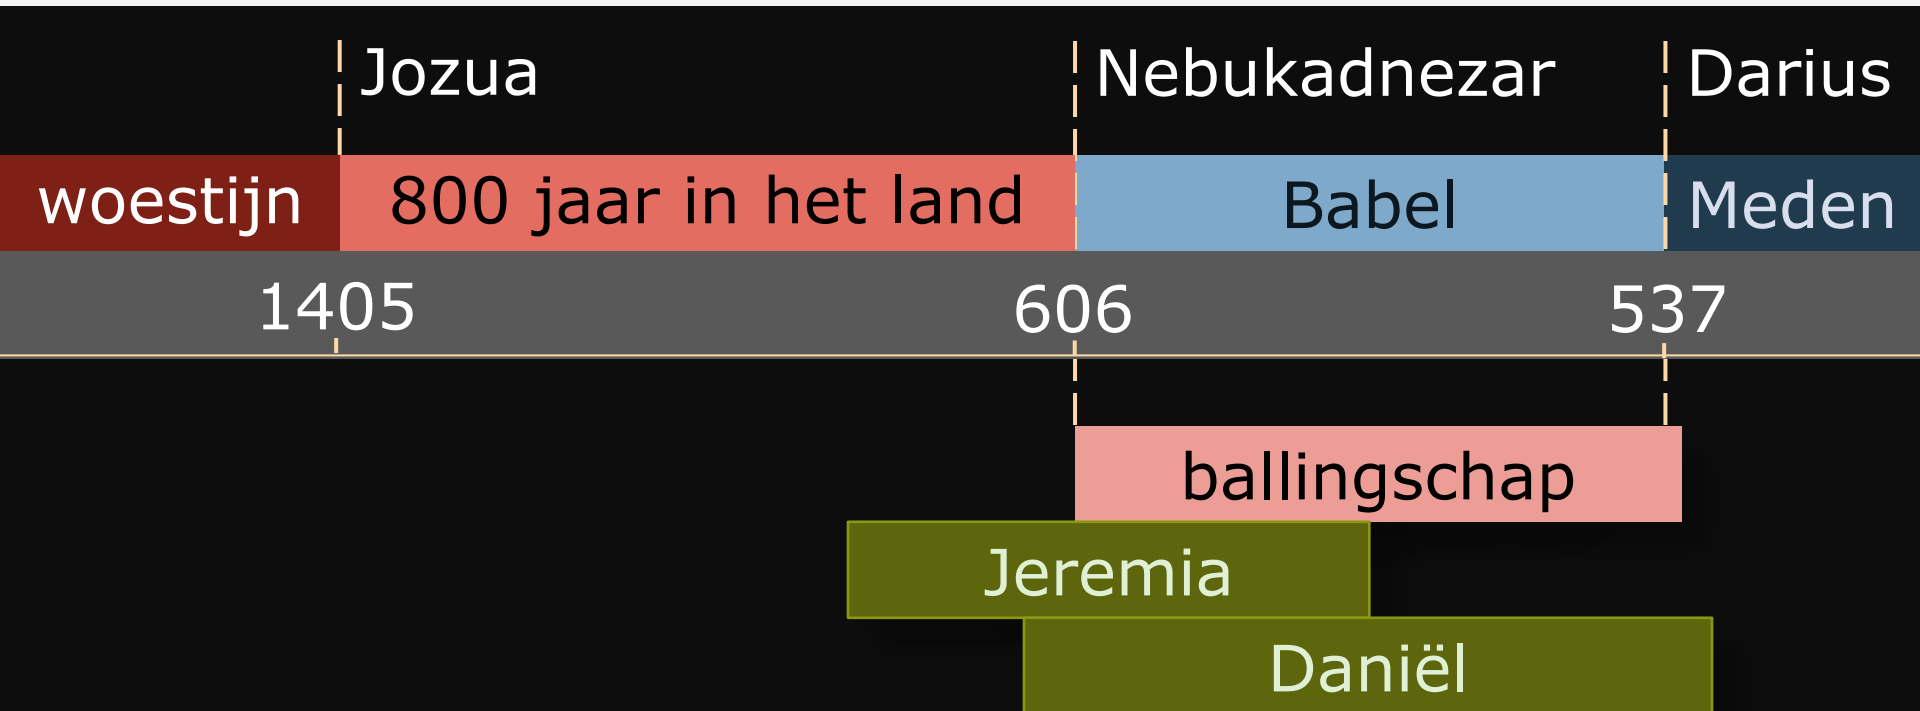 Jozua
Nebukadnezar
Darius
woestijn
800 jaar in het land
Babel
Meden
1405
606
537
ballingschap
Jeremia
Daniël